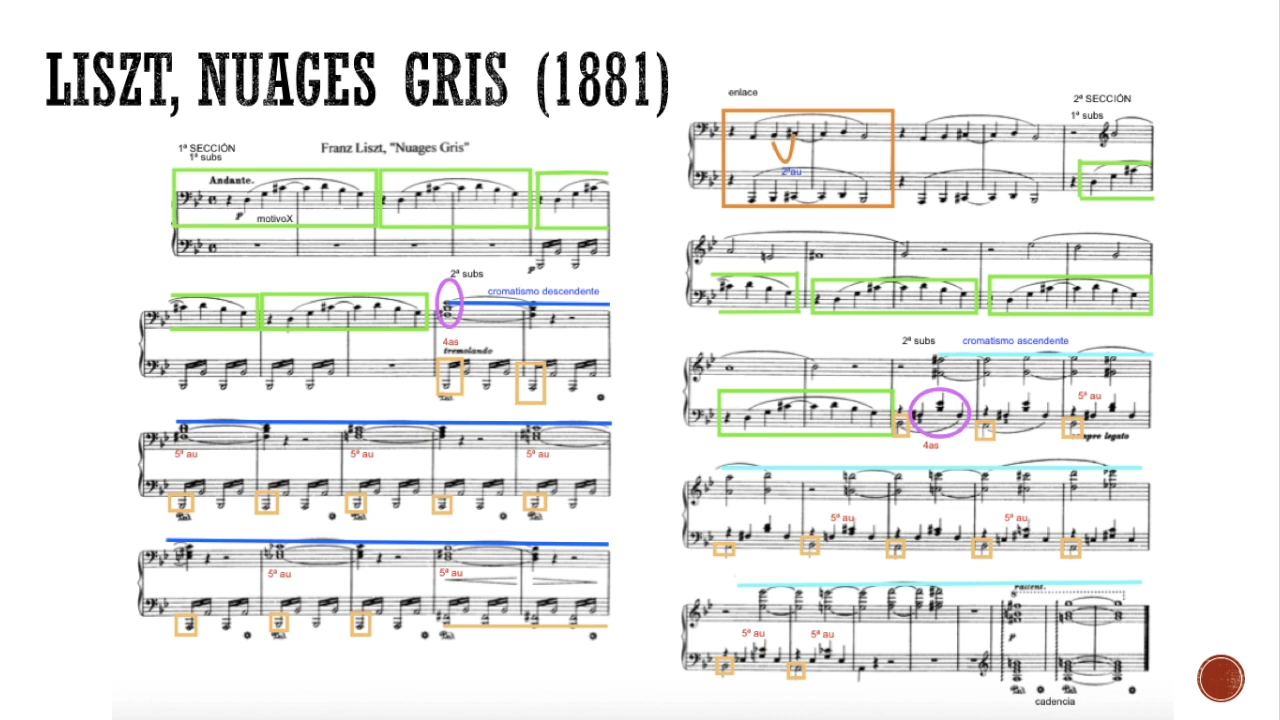 LISZT, NUAGES GRIS (1881)
1ª SECCIÓN
1ª subs
Franz Liszt, "Nuages Gris"
Andante.
p
motivoX
p
2ª subs
cromatismo descendente
4as
tremolando
5ª au
5ª au
5ª au
5ª au
5ª au
enlace
2ªau
2ª SECCIÓN
1ª subs
2ª subs
cromatismo ascendente
5ª au
4as
sempre legato
5ª au
5ª au
5ª au
5ª au
rallent.
p
cadencia